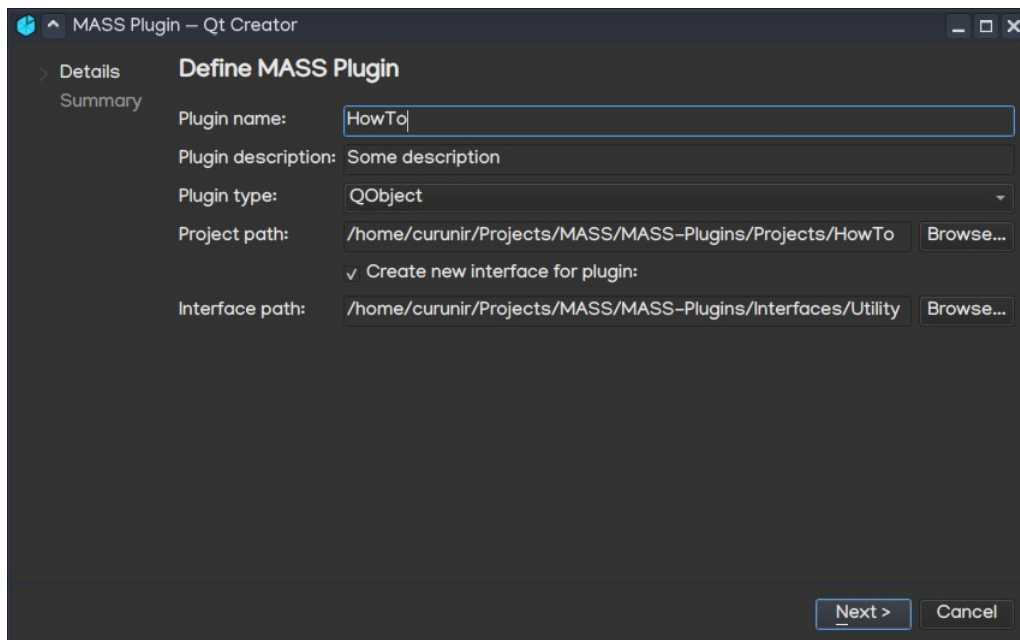 MASS Plugin – Qt Creator
Details
Summary
Define MASS Plugin
Plugin name: HowTo
Plugin description: Some description
Plugin type: QObject
Project path: /home/curunir/Projects/MASS/MASS-Plugins/Projects/HowTo Browse...
Create new interface for plugin:
Interface path: /home/curunir/Projects/MASS/MASS-Plugins/Interfaces/Utility Browse...
Next > Cancel